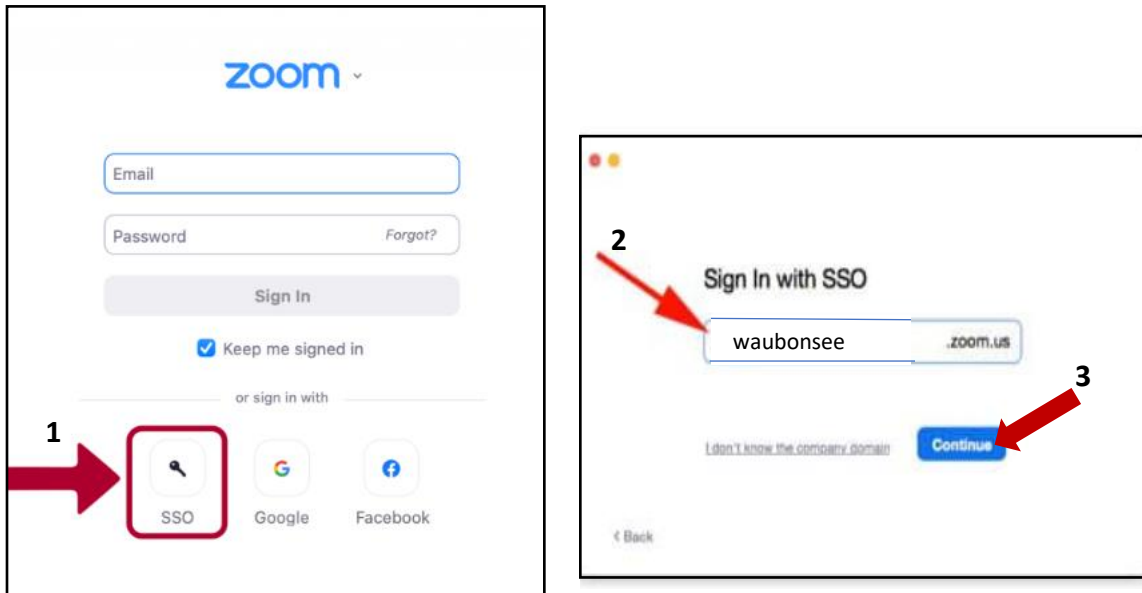 zoom
Email
Password Forgot?
Sign In
Keep me signed in
or sign in with
1
SSO Google Facebook
2
Sign In with SSO
waubonsee .zoom.us
3
I don't know the company domain Continue
< Back